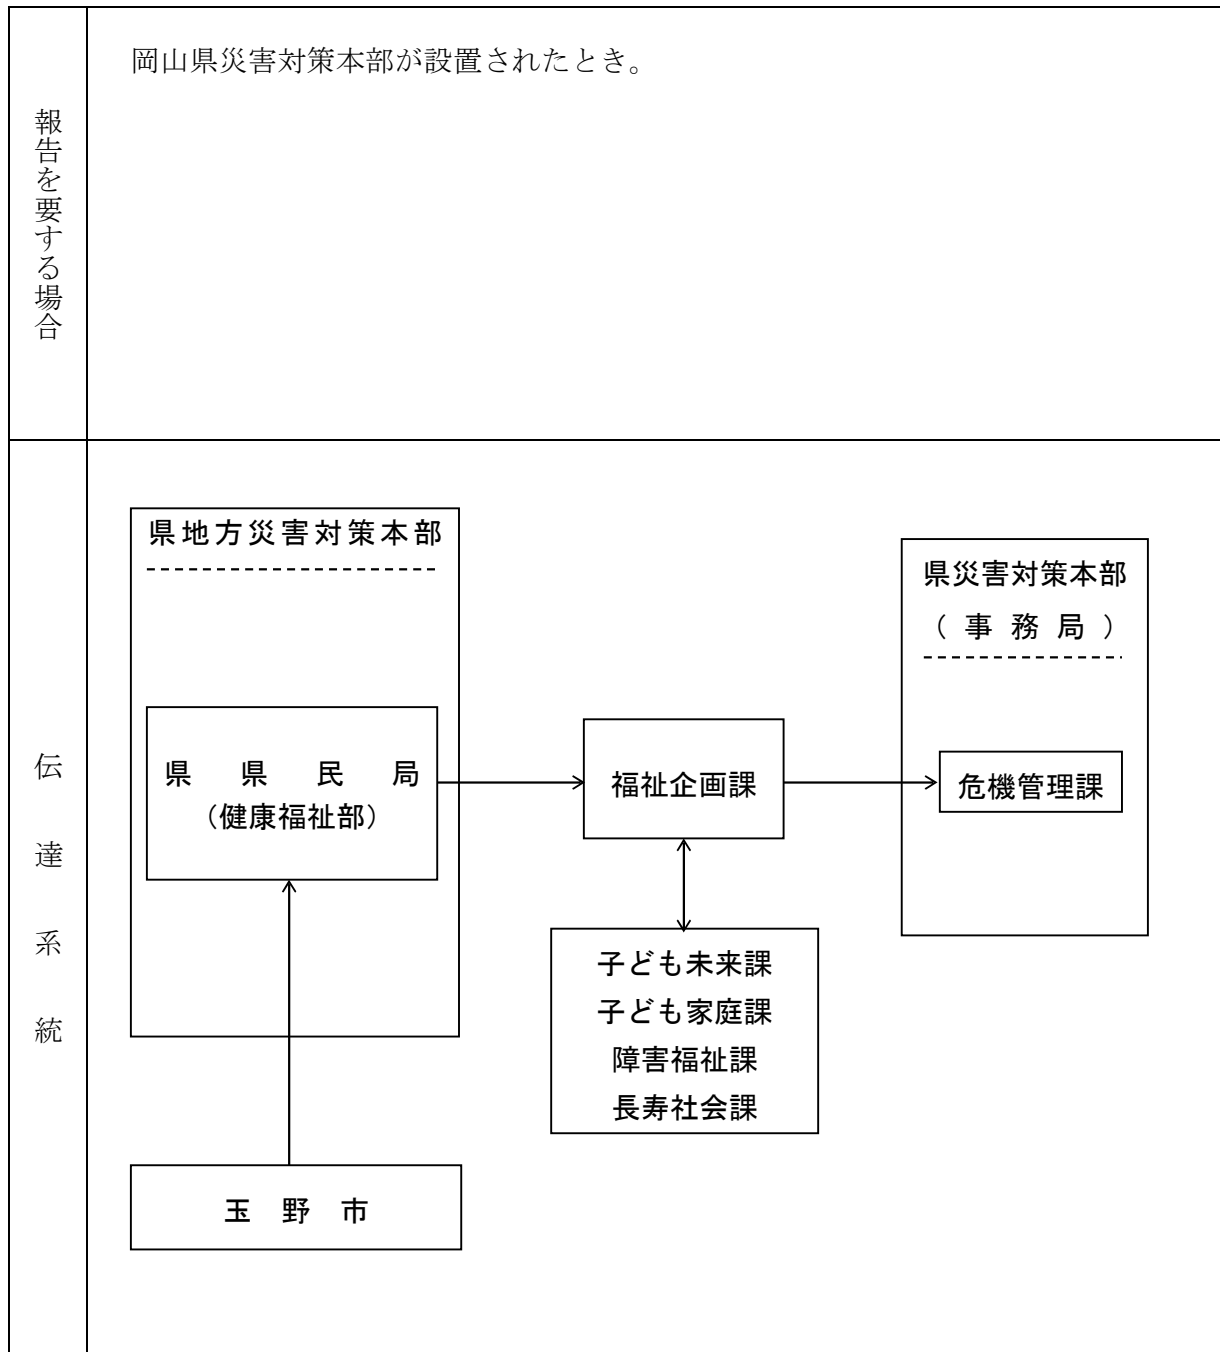 報告を要する場合
岡山県災害対策本部が設置されたとき。
伝達系統
県地方災害対策本部
県県民局
（健康福祉部）
福祉企画課
県災害対策本部
（事務局）
危機管理課
子ども未来課
子ども家庭課
障害福祉課
長寿社会課
玉野市